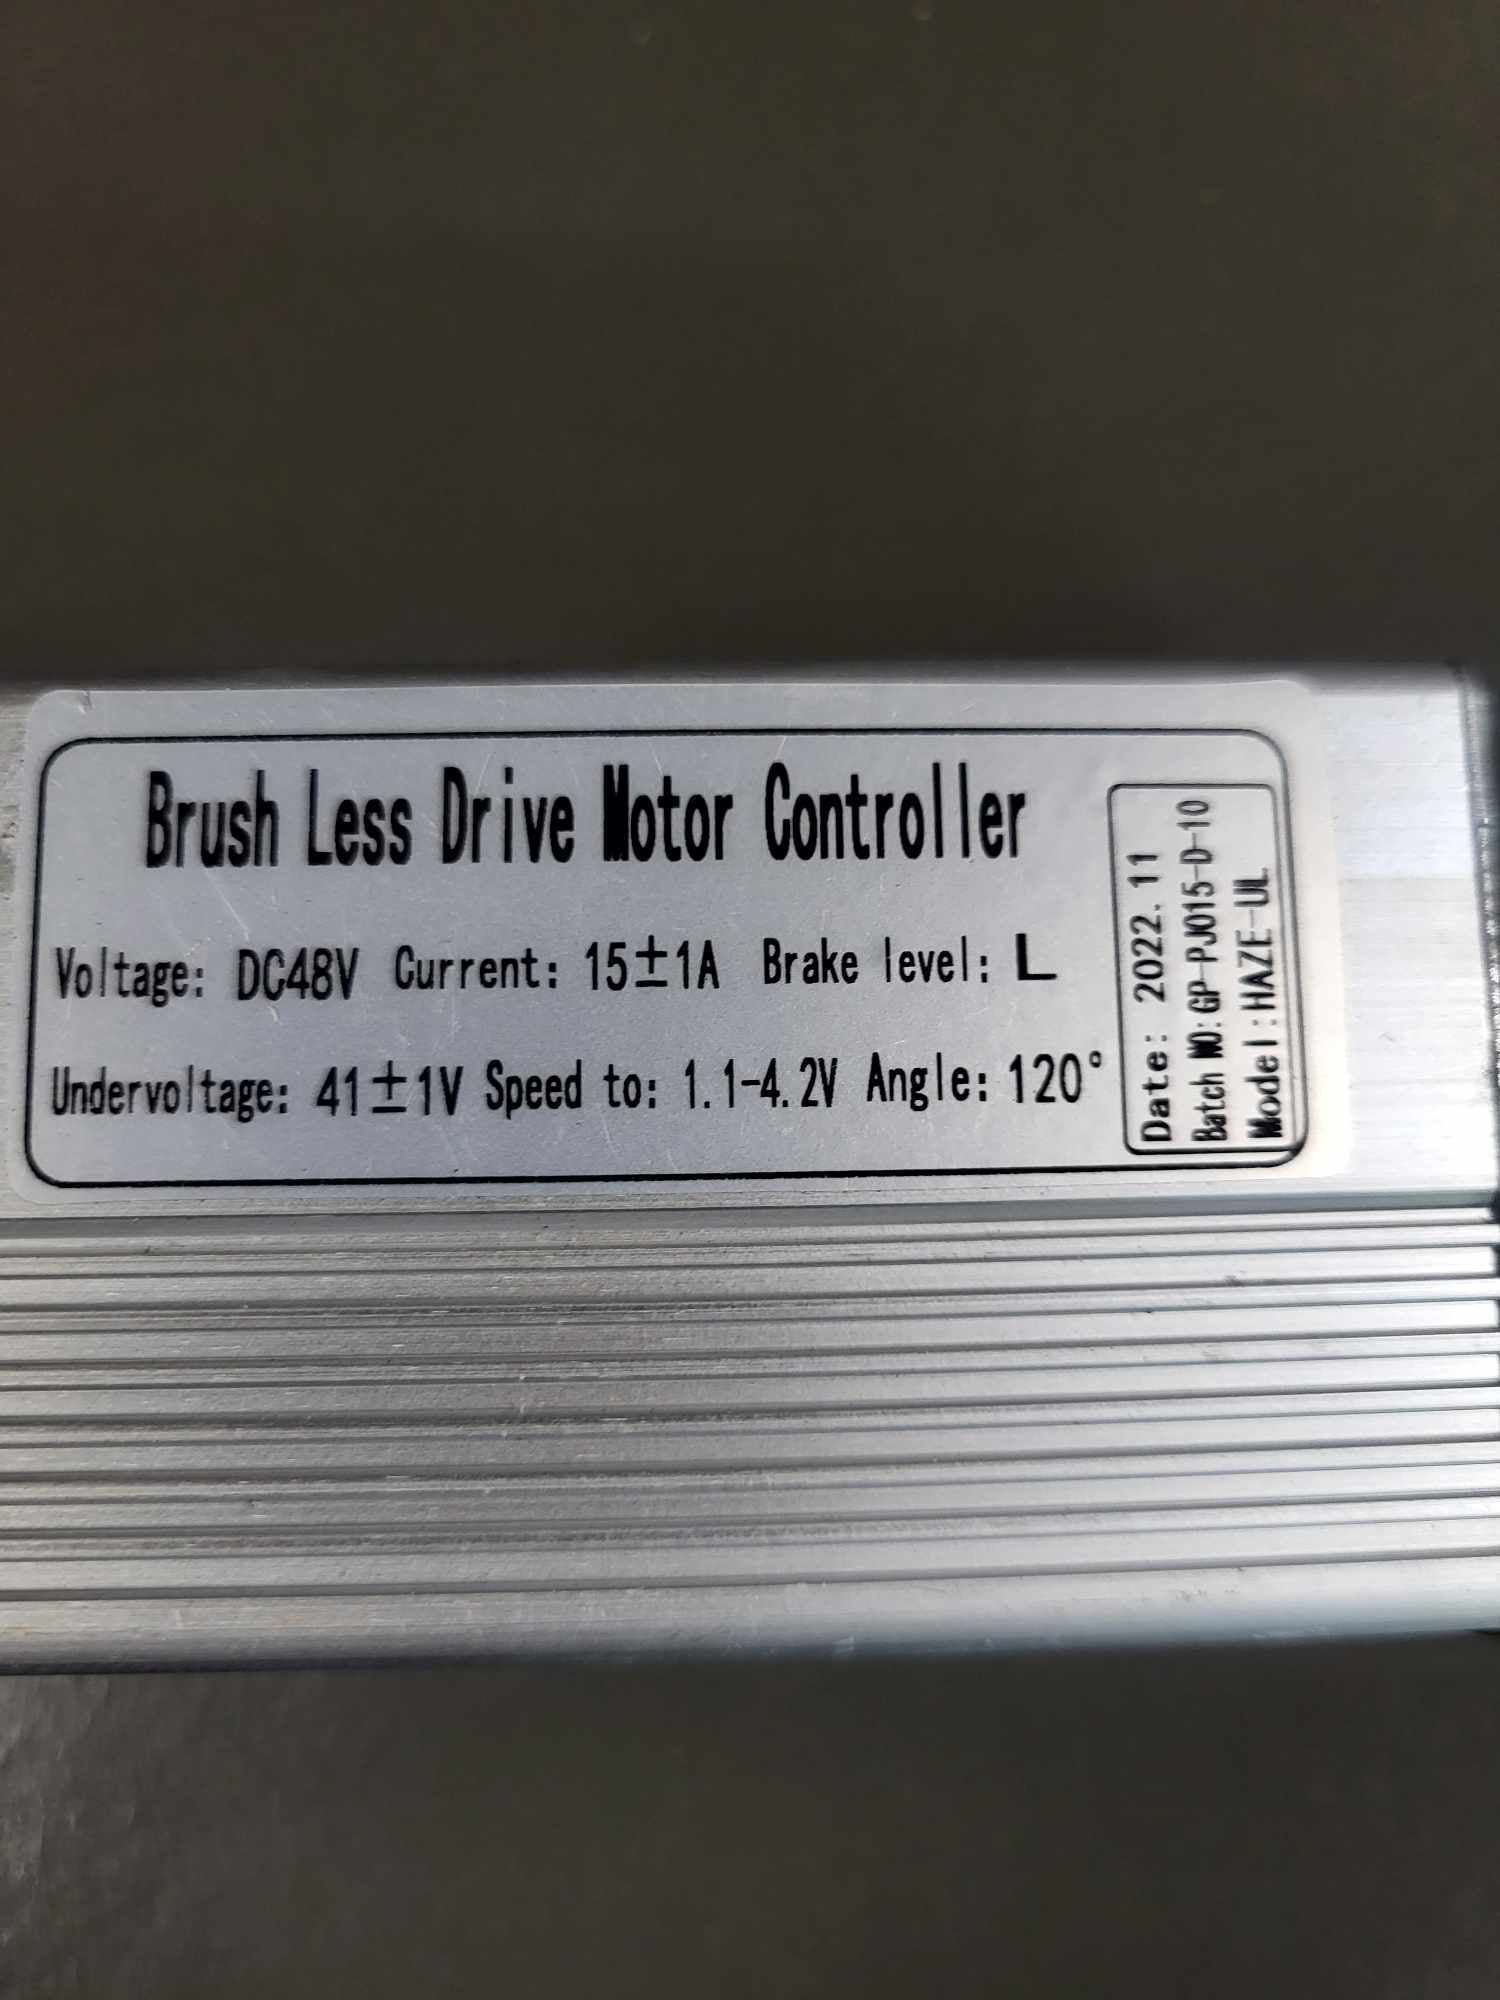 Brush Less Drive Motor Controller
Voltage: DC48V Current: 15±1A Brake level: L
Undervoltage: 41±1V Speed to: 1.1-4.2V Angle: 120°
Date: 2022.11
Batch NO: GP-PJ015-D-10
Model: HAZE-UL